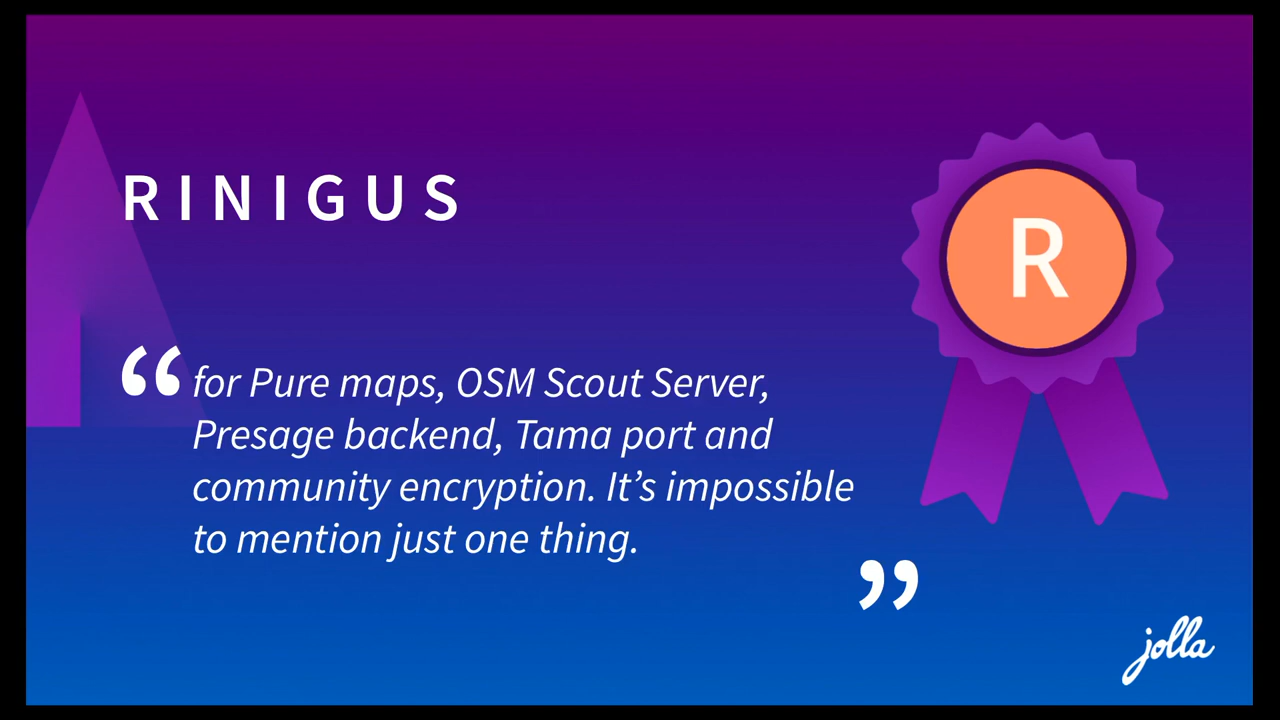 RINIGUS
R
“for Pure maps, OSM Scout Server,
Presage backend, Tama port and
community encryption. It’s impossible
to mention just one thing.
”
jolla